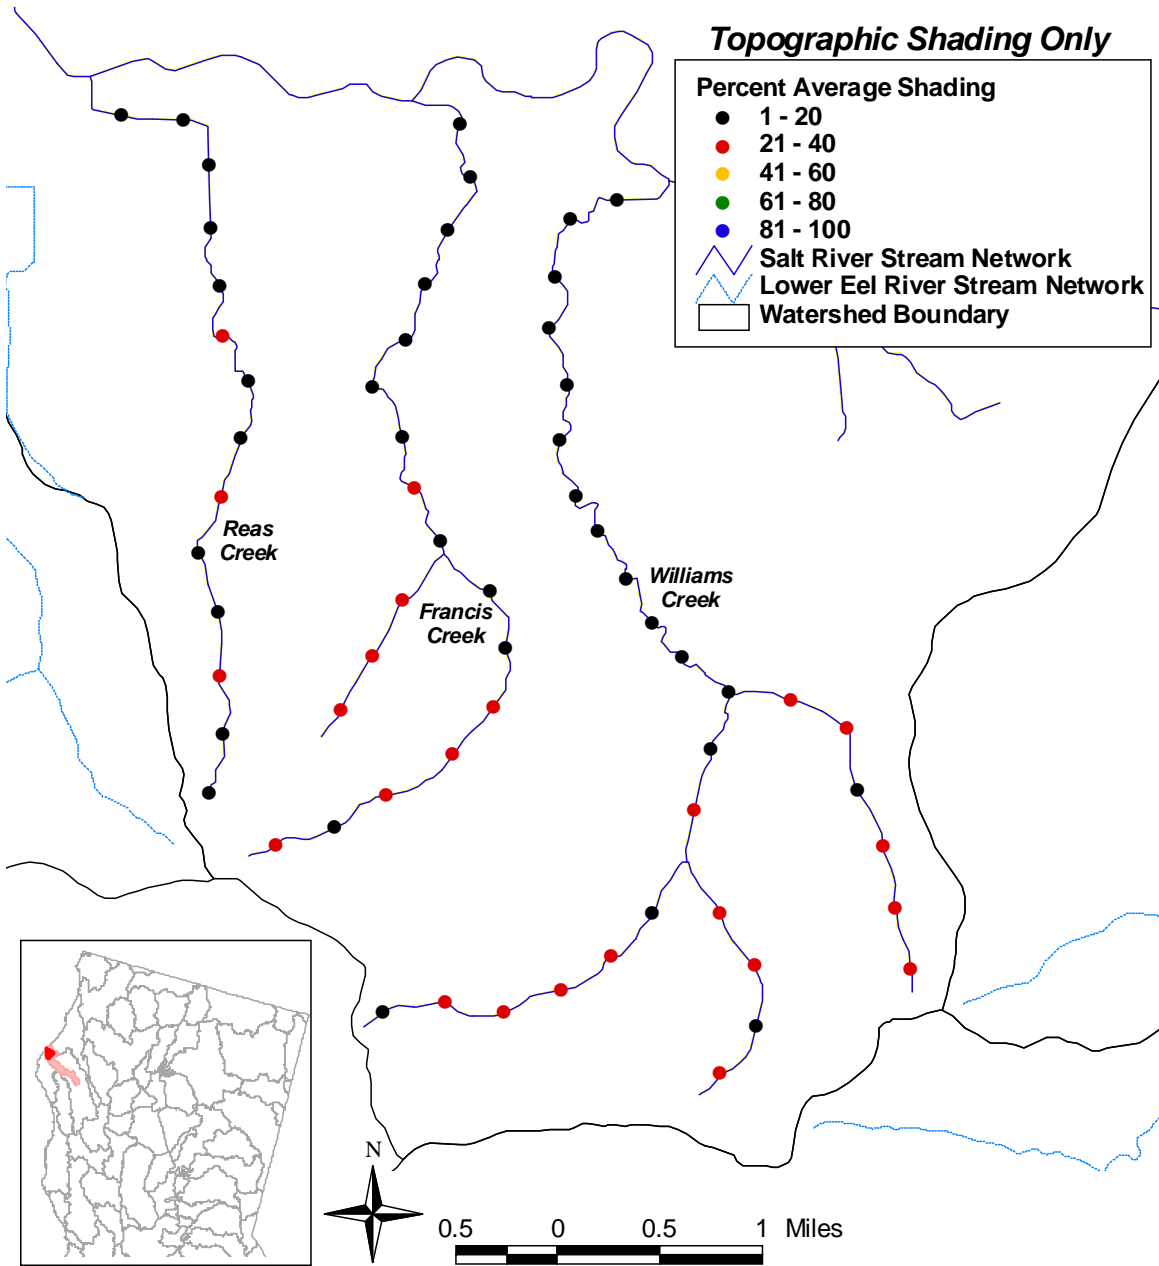 Topographic Shading Only
Percent Average Shading
1 - 20
21 - 40
41 - 60
61 - 80
81 - 100
Salt River Stream Network
Lower Eel River Stream Network
Watershed Boundary
Reas
Creek
Francis
Creek
Williams
Creek
N
0.5 0 0.5 1 Miles